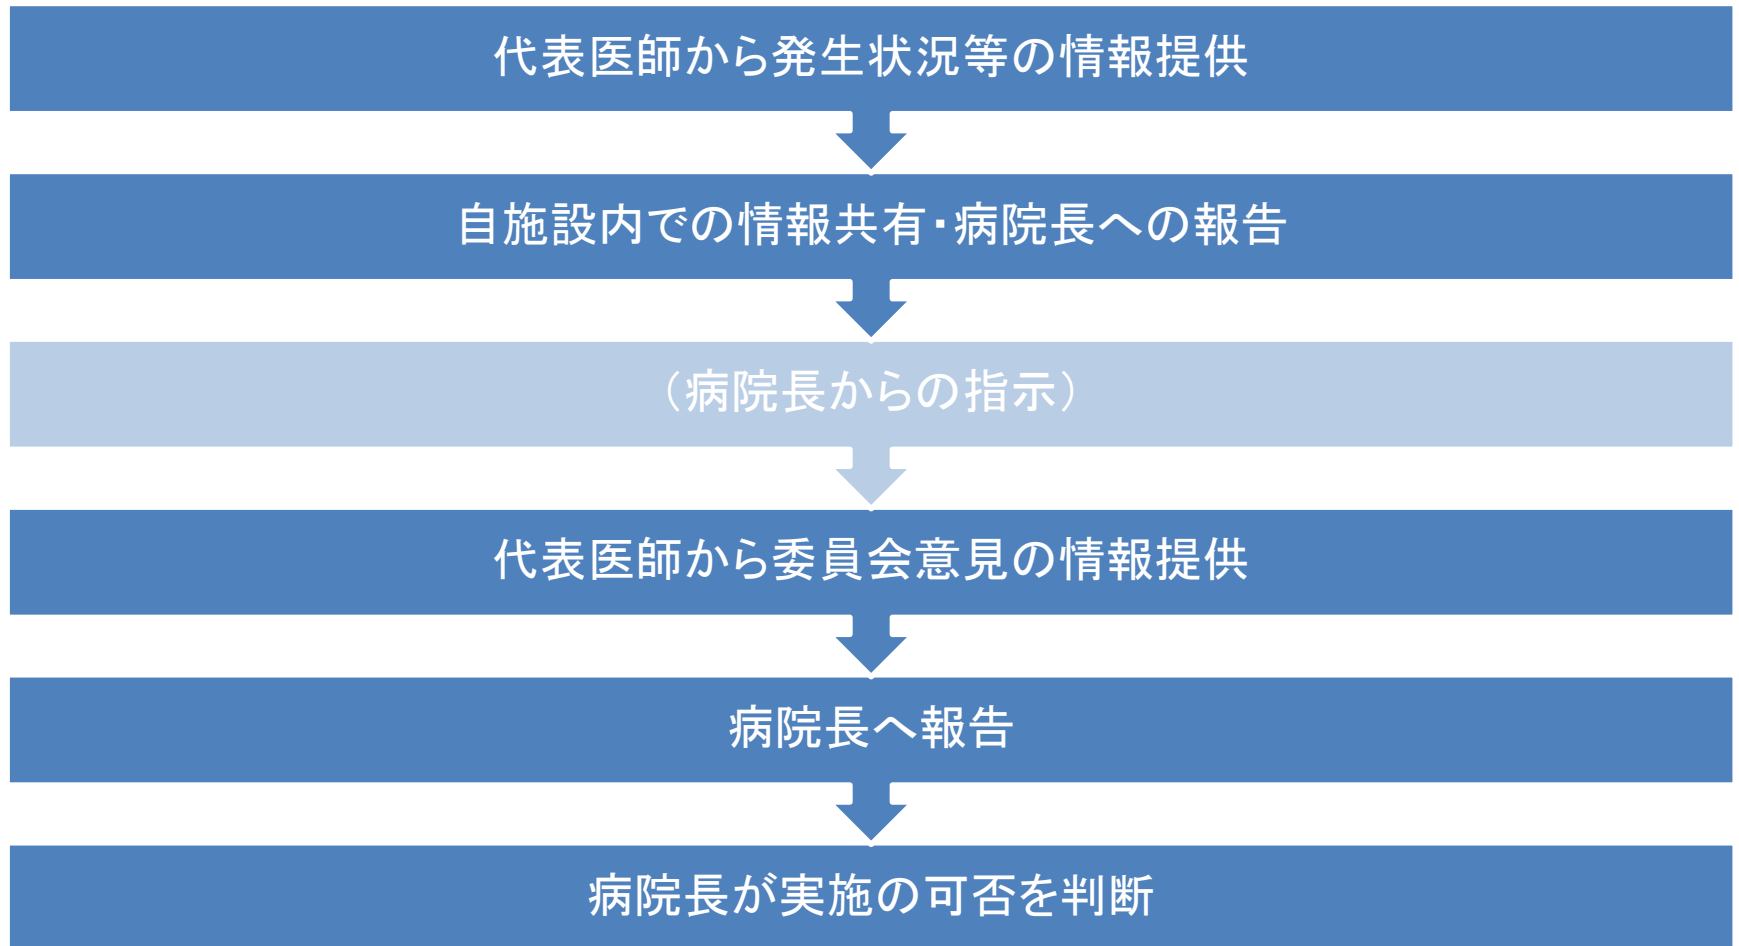 代表医師から発生状況等の情報提供
自施設内での情報共有・病院長への報告
（病院長からの指示）
代表医師から委員会意見の情報提供
病院長へ報告
病院長が実施の可否を判断